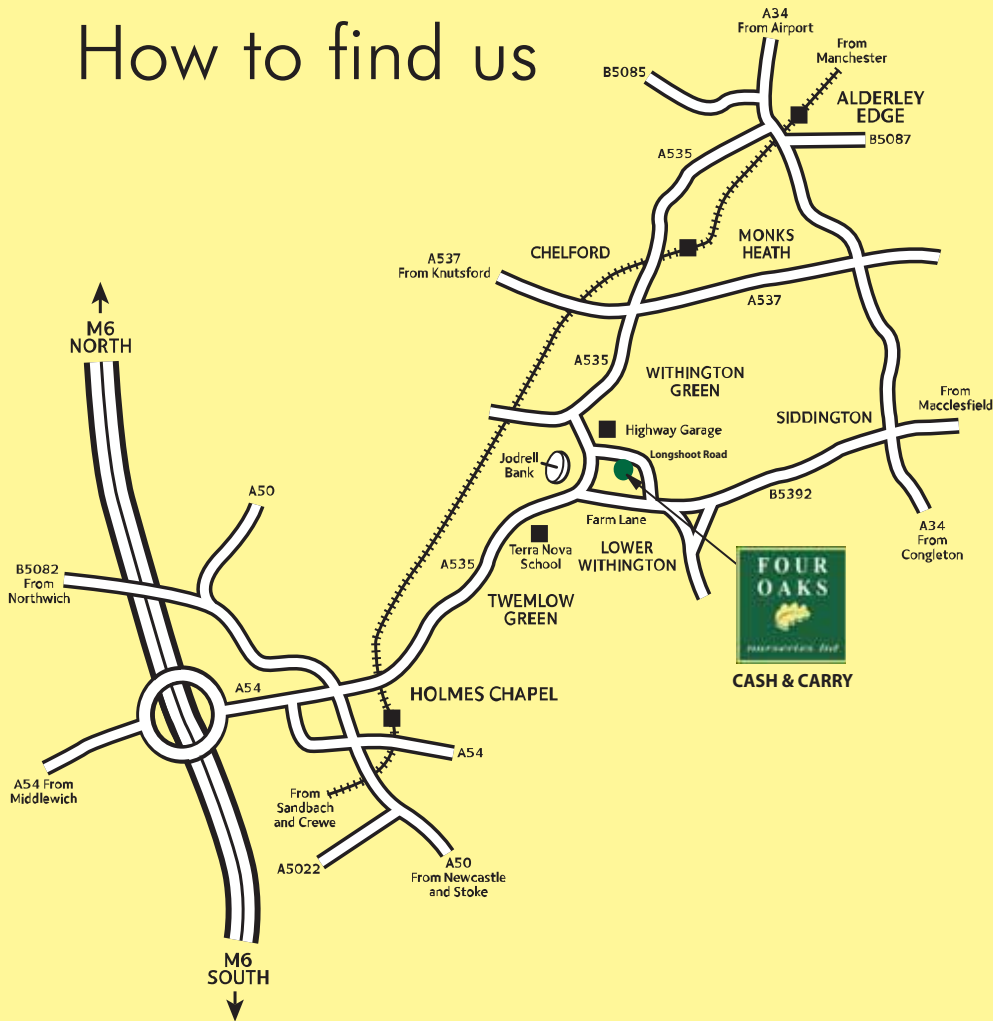 How to find us
A34
From Airport
From
Manchester
B5085
ALDERLEY
EDGE
B5087
A535
CHELFORD
MONKS
HEATH
A537
From Knutsford
A537
M6
NORTH
A535
WITHINGTON
GREEN
From
Macclesfield
SIDDINGTON
Highway Garage
Longshoot Road
Jodrell
Bank
B5392
A50
Farm Lane
A34
From
Congleton
Terra Nova
School
LOWER
WITHINGTON
A535
B5082
From
Northwich
TWEMLOW
GREEN
FOUR
OAKS
nurseries ltd
CASH & CARRY
A54
HOLMES CHAPEL
A54
A54 From
Middlewich
From
Sandbach
and Crewe
A5022
A50
From Newcastle
and Stoke
M6
SOUTH